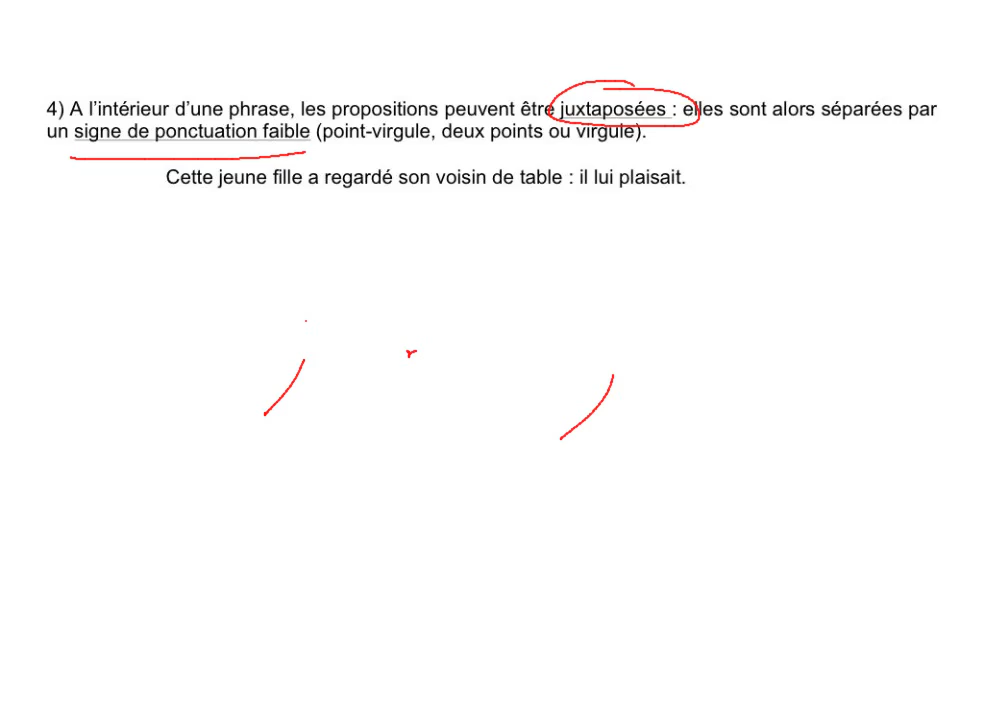 4) A l’intérieur d’une phrase, les propositions peuvent être juxtaposées : elles sont alors séparées par
un signe de ponctuation faible (point-virgule, deux points ou virgule).
Cette jeune fille a regardé son voisin de table : il lui plaisait.